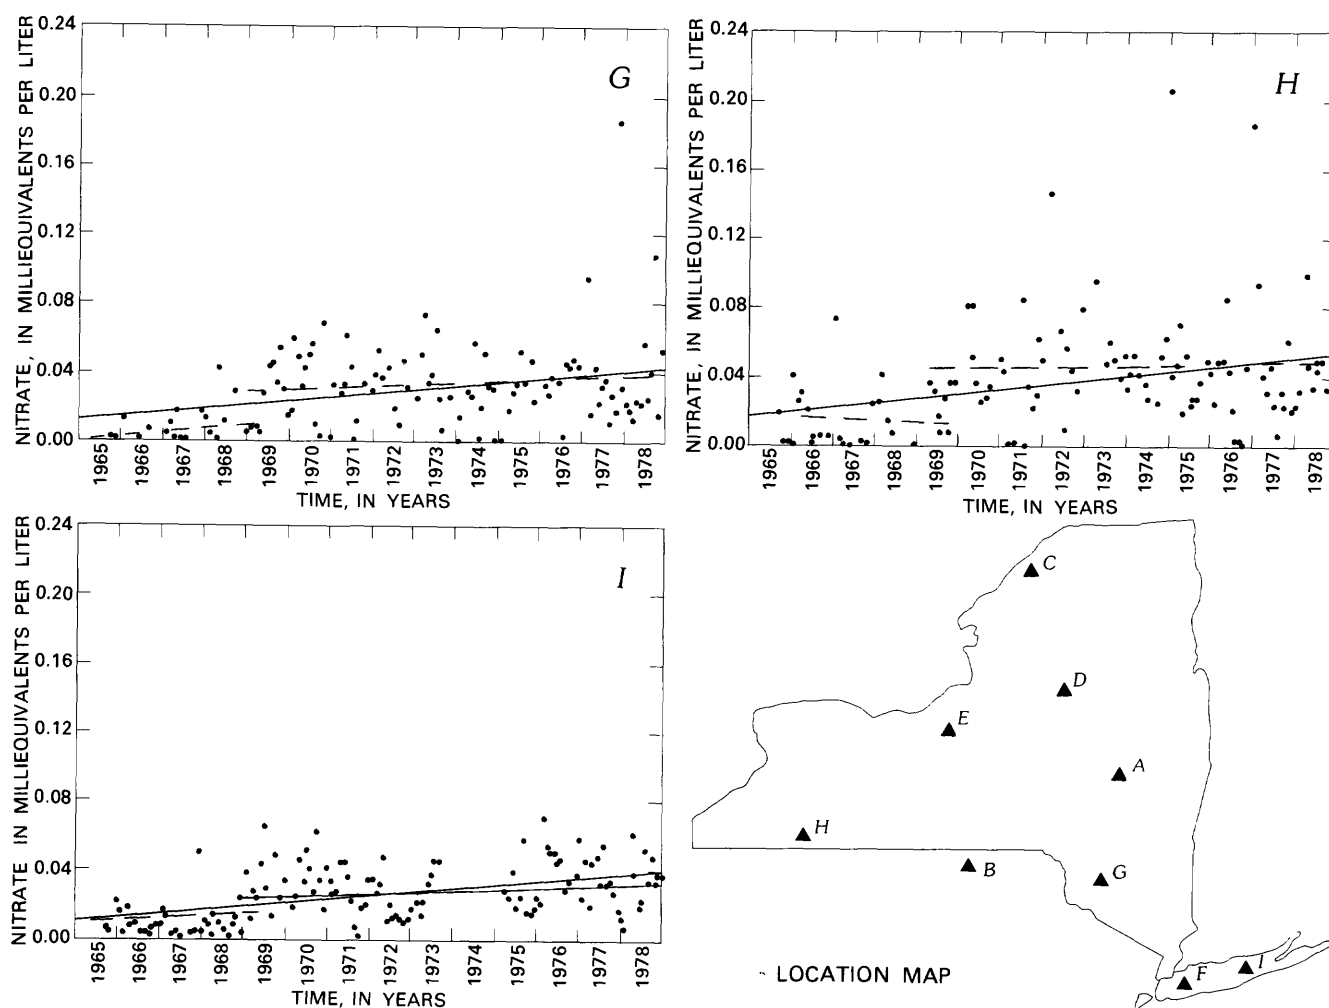 NITRATE, IN MILLIEQUIVALENTS PER LITER
0.24
0.20
0.16
0.12
0.08
0.04
0.00
G
1965 1966 1967 1968 1969 1970 1971 1972 1973 1974 1975 1976 1977 1978
TIME, IN YEARS
NITRATE, IN MILLIEQUIVALENTS PER LITER
0.24
0.20
0.16
0.12
0.08
0.04
0.00
H
1965 1966 1967 1968 1969 1970 1971 1972 1973 1974 1975 1976 1977 1978
TIME, IN YEARS
NITRATE IN MILLIEQUIVALENTS PER LITER
0.24
0.20
0.16
0.12
0.08
0.04
0.00
I
1965 1966 1967 1968 1969 1970 1971 1972 1973 1974 1975 1976 1977 1978
TIME, IN YEARS
C
D
E
A
H
B
G
F
I
LOCATION MAP